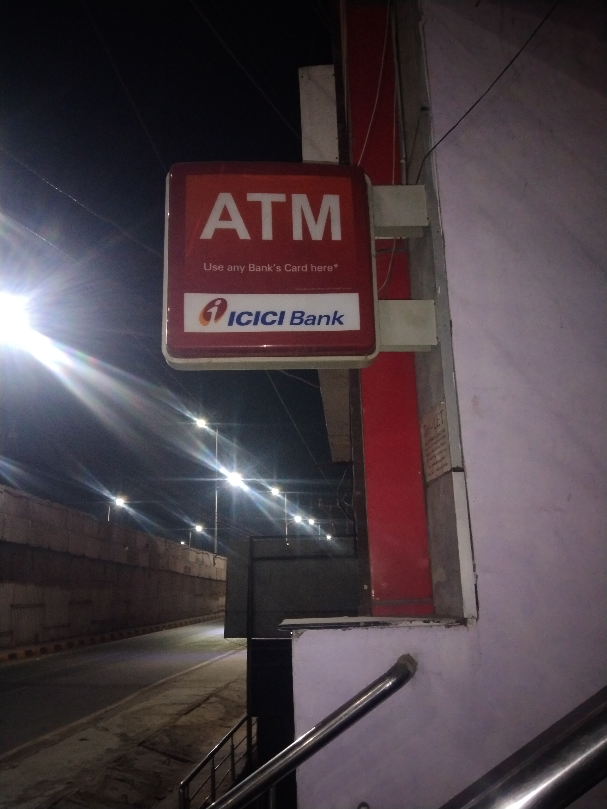 ATM
Use any Bank's Card here*
ICICI Bank